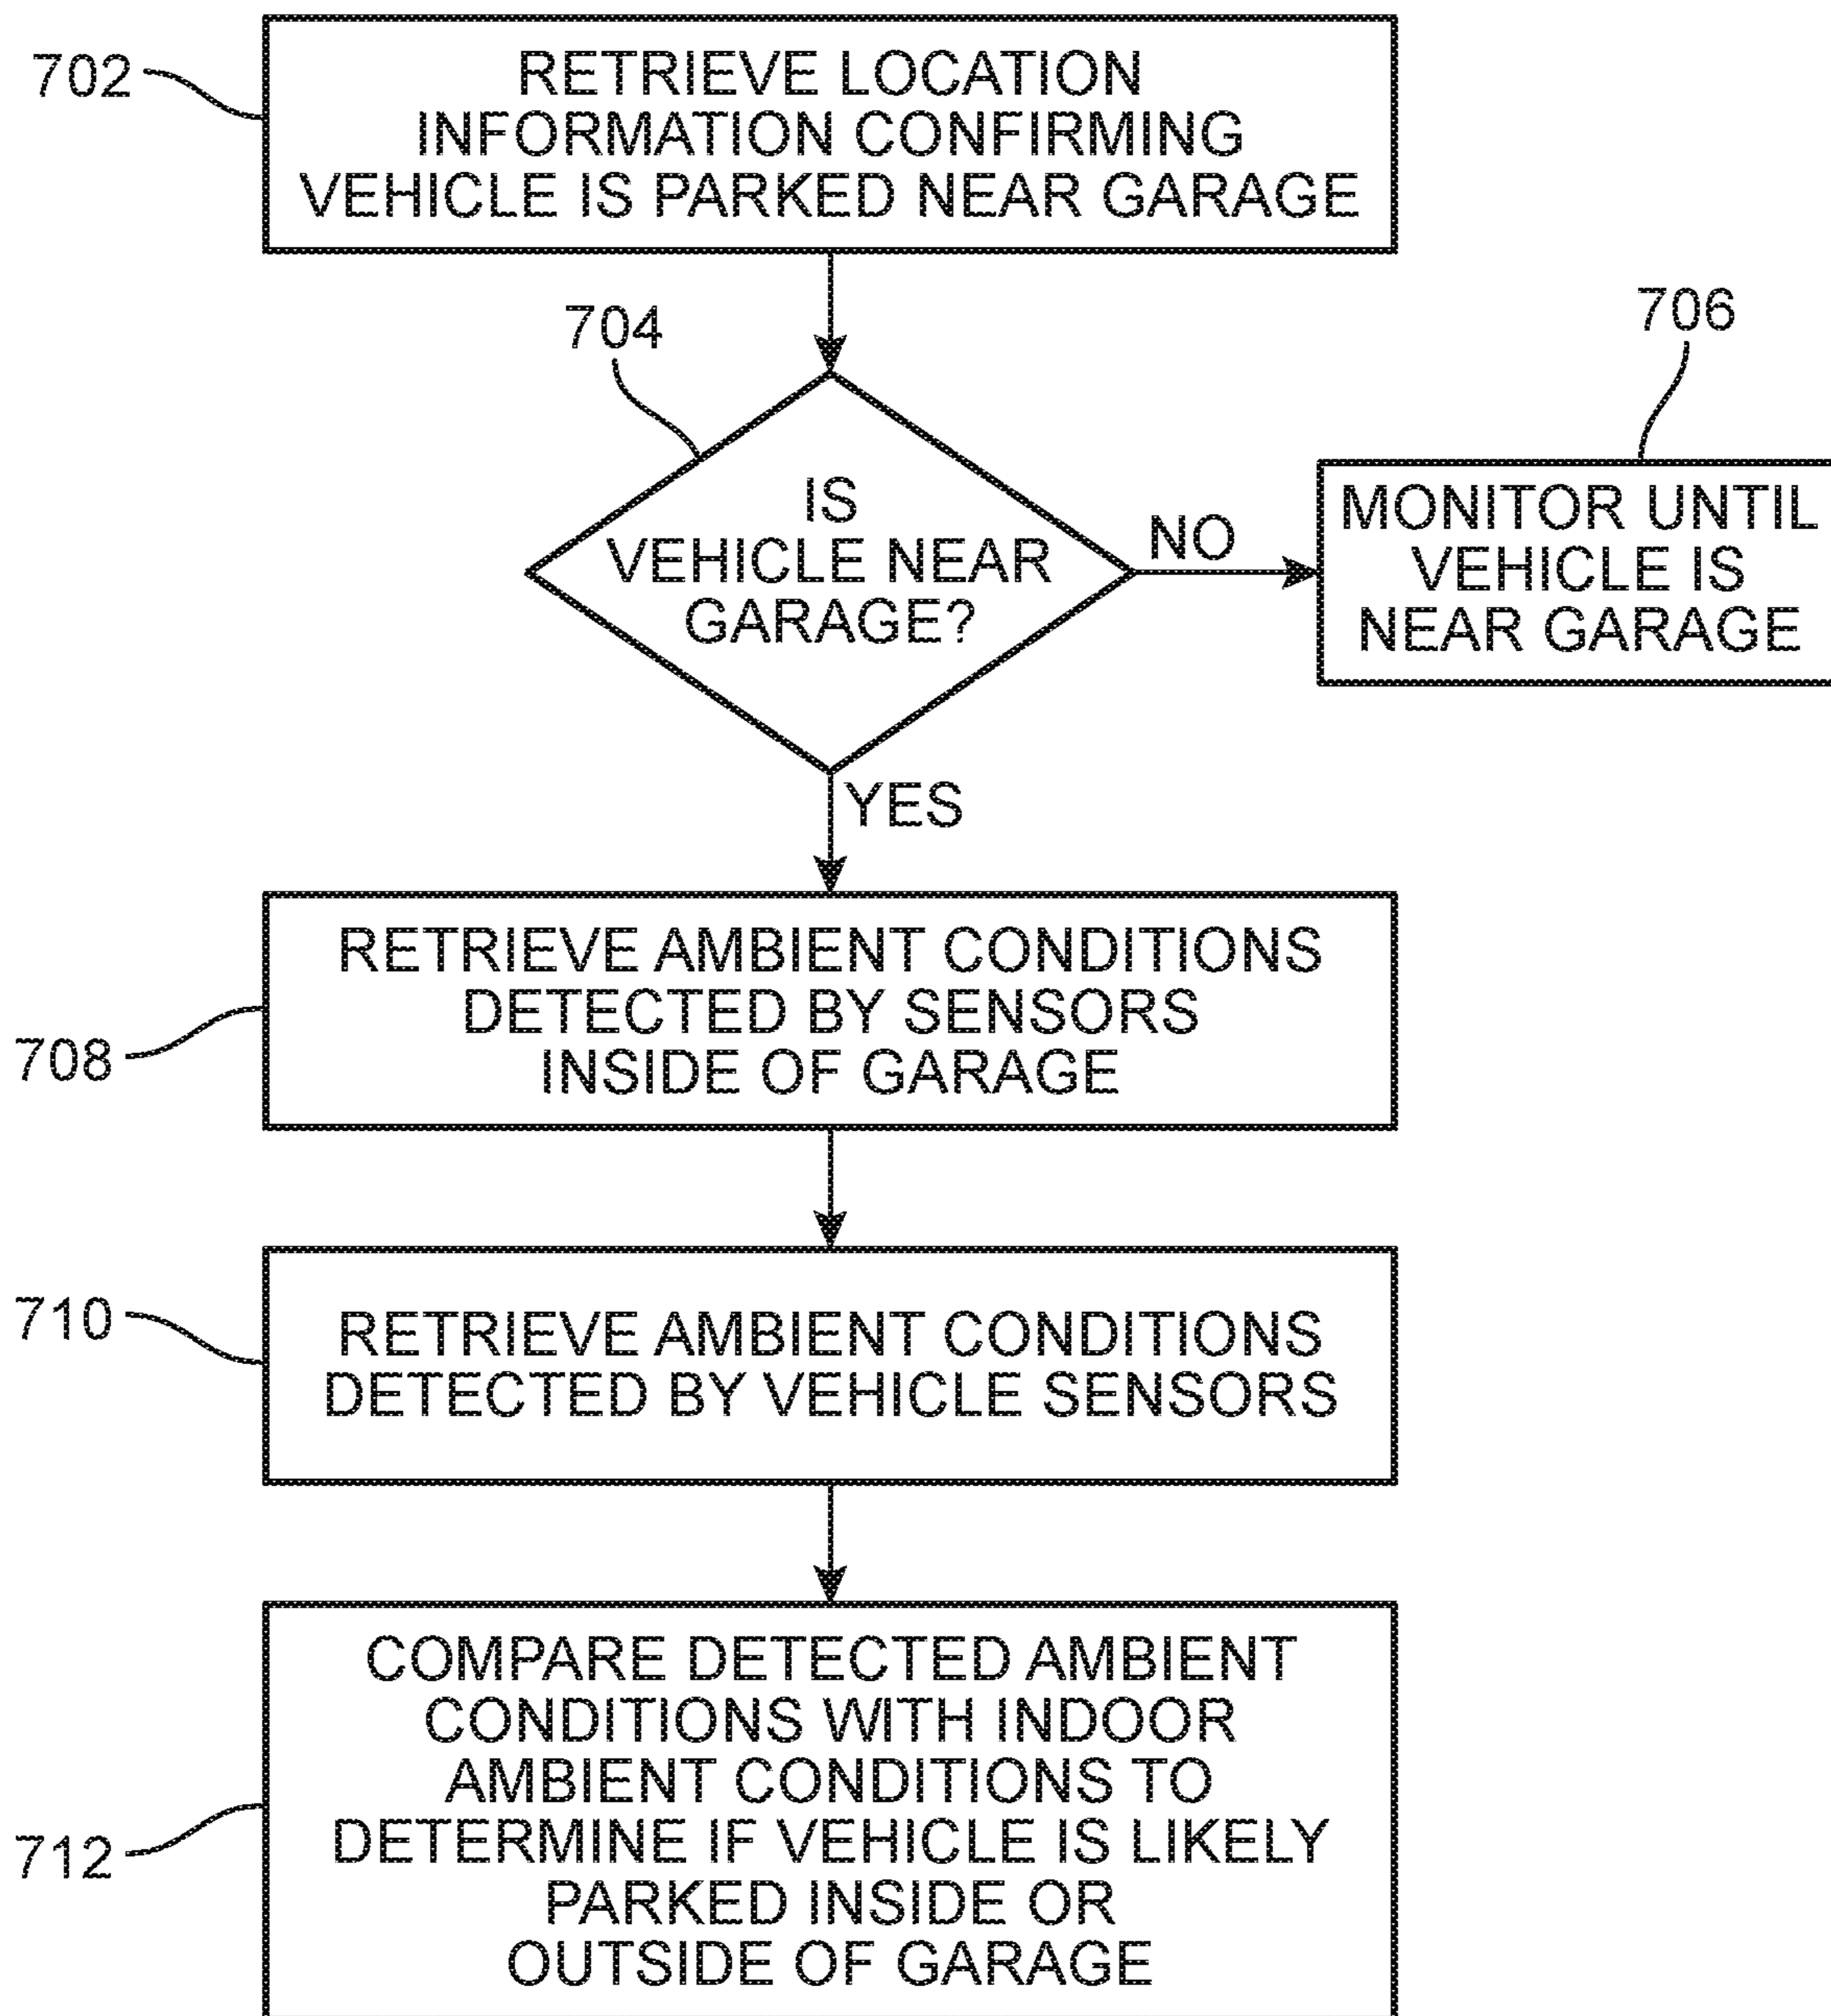 702
RETRIEVE LOCATION
INFORMATION CONFIRMING
VEHICLE IS PARKED NEAR GARAGE
704
IS
VEHICLE NEAR
GARAGE?
NO
706
MONITOR UNTIL
VEHICLE IS
NEAR GARAGE
YES
708
RETRIEVE AMBIENT CONDITIONS
DETECTED BY SENSORS
INSIDE OF GARAGE
710
RETRIEVE AMBIENT CONDITIONS
DETECTED BY VEHICLE SENSORS
712
COMPARE DETECTED AMBIENT
CONDITIONS WITH INDOOR
AMBIENT CONDITIONS TO
DETERMINE IF VEHICLE IS LIKELY
PARKED INSIDE OR
OUTSIDE OF GARAGE